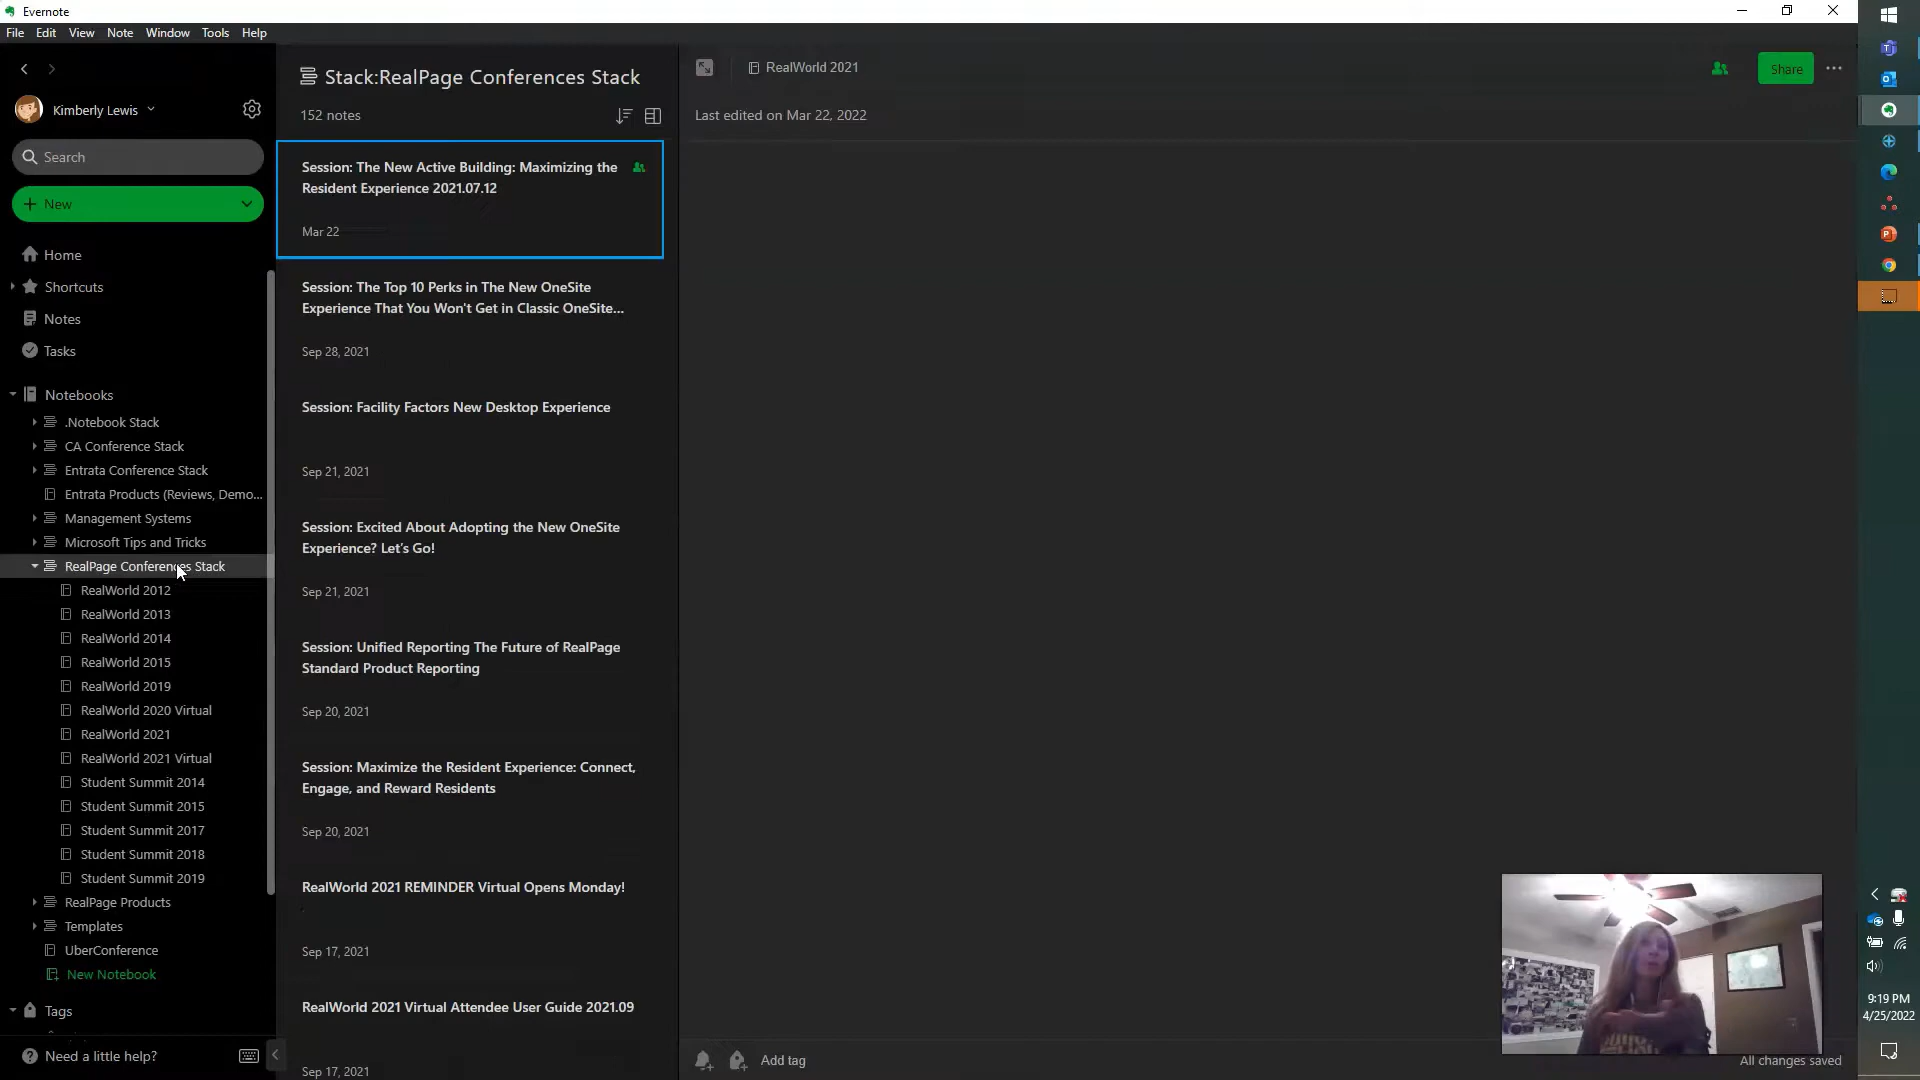 Evernote
File Edit View Note Window Tools Help
Kimberly Lewis
Search
New
Home
Shortcuts
Notes
Tasks
Notebooks
.Notebook Stack
CA Conference Stack
Entrata Conference Stack
Entrata Products (Reviews, Demo...
Management Systems
Microsoft Tips and Tricks
RealPage Conferences Stack
RealWorld 2012
RealWorld 2013
RealWorld 2014
RealWorld 2015
RealWorld 2019
RealWorld 2020 Virtual
RealWorld 2021
RealWorld 2021 Virtual
Student Summit 2014
Student Summit 2015
Student Summit 2017
Student Summit 2018
Student Summit 2019
RealPage Products
Templates
UberConference
New Notebook
Tags
Need a little help?
Stack:RealPage Conferences Stack
152 notes
Session: The New Active Building: Maximizing the
Resident Experience 2021.07.12
Mar 22
Session: The Top 10 Perks in The New OneSite
Experience That You Won't Get in Classic OneSite...
Sep 28, 2021
Session: Facility Factors New Desktop Experience
Sep 21, 2021
Session: Excited About Adopting the New OneSite
Experience? Let's Go!
Sep 21, 2021
Session: Unified Reporting The Future of RealPage
Standard Product Reporting
Sep 20, 2021
Session: Maximize the Resident Experience: Connect,
Engage, and Reward Residents
Sep 20, 2021
RealWorld 2021 REMINDER Virtual Opens Monday!
Sep 17, 2021
RealWorld 2021 Virtual Attendee User Guide 2021.09
Sep 17, 2021
RealWorld 2021
Share
Last edited on Mar 22, 2022
Add tag
All changes saved
9:19 PM
4/25/2022